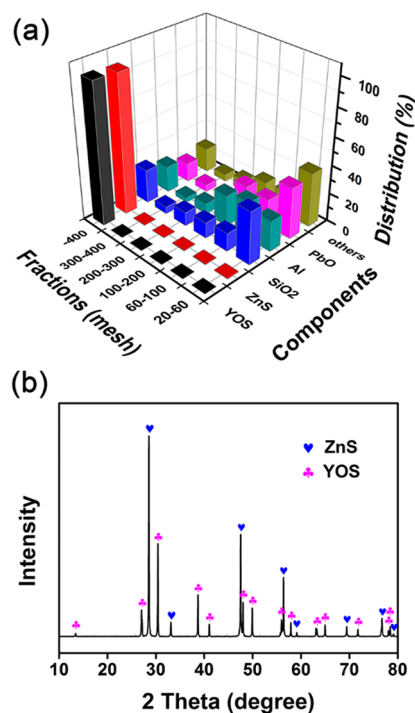 (a)
100
80
60
40
20
0
Distribution (%)
-400
300-400
200-300
100-200
60-100
20-60
Fractions (mesh)
YOS
ZnS
SiO2
Al
PbO
others
Components
(b)
Intensity
♥ ZnS
♣ YOS
10 20 30 40 50 60 70 80
2 Theta (degree)